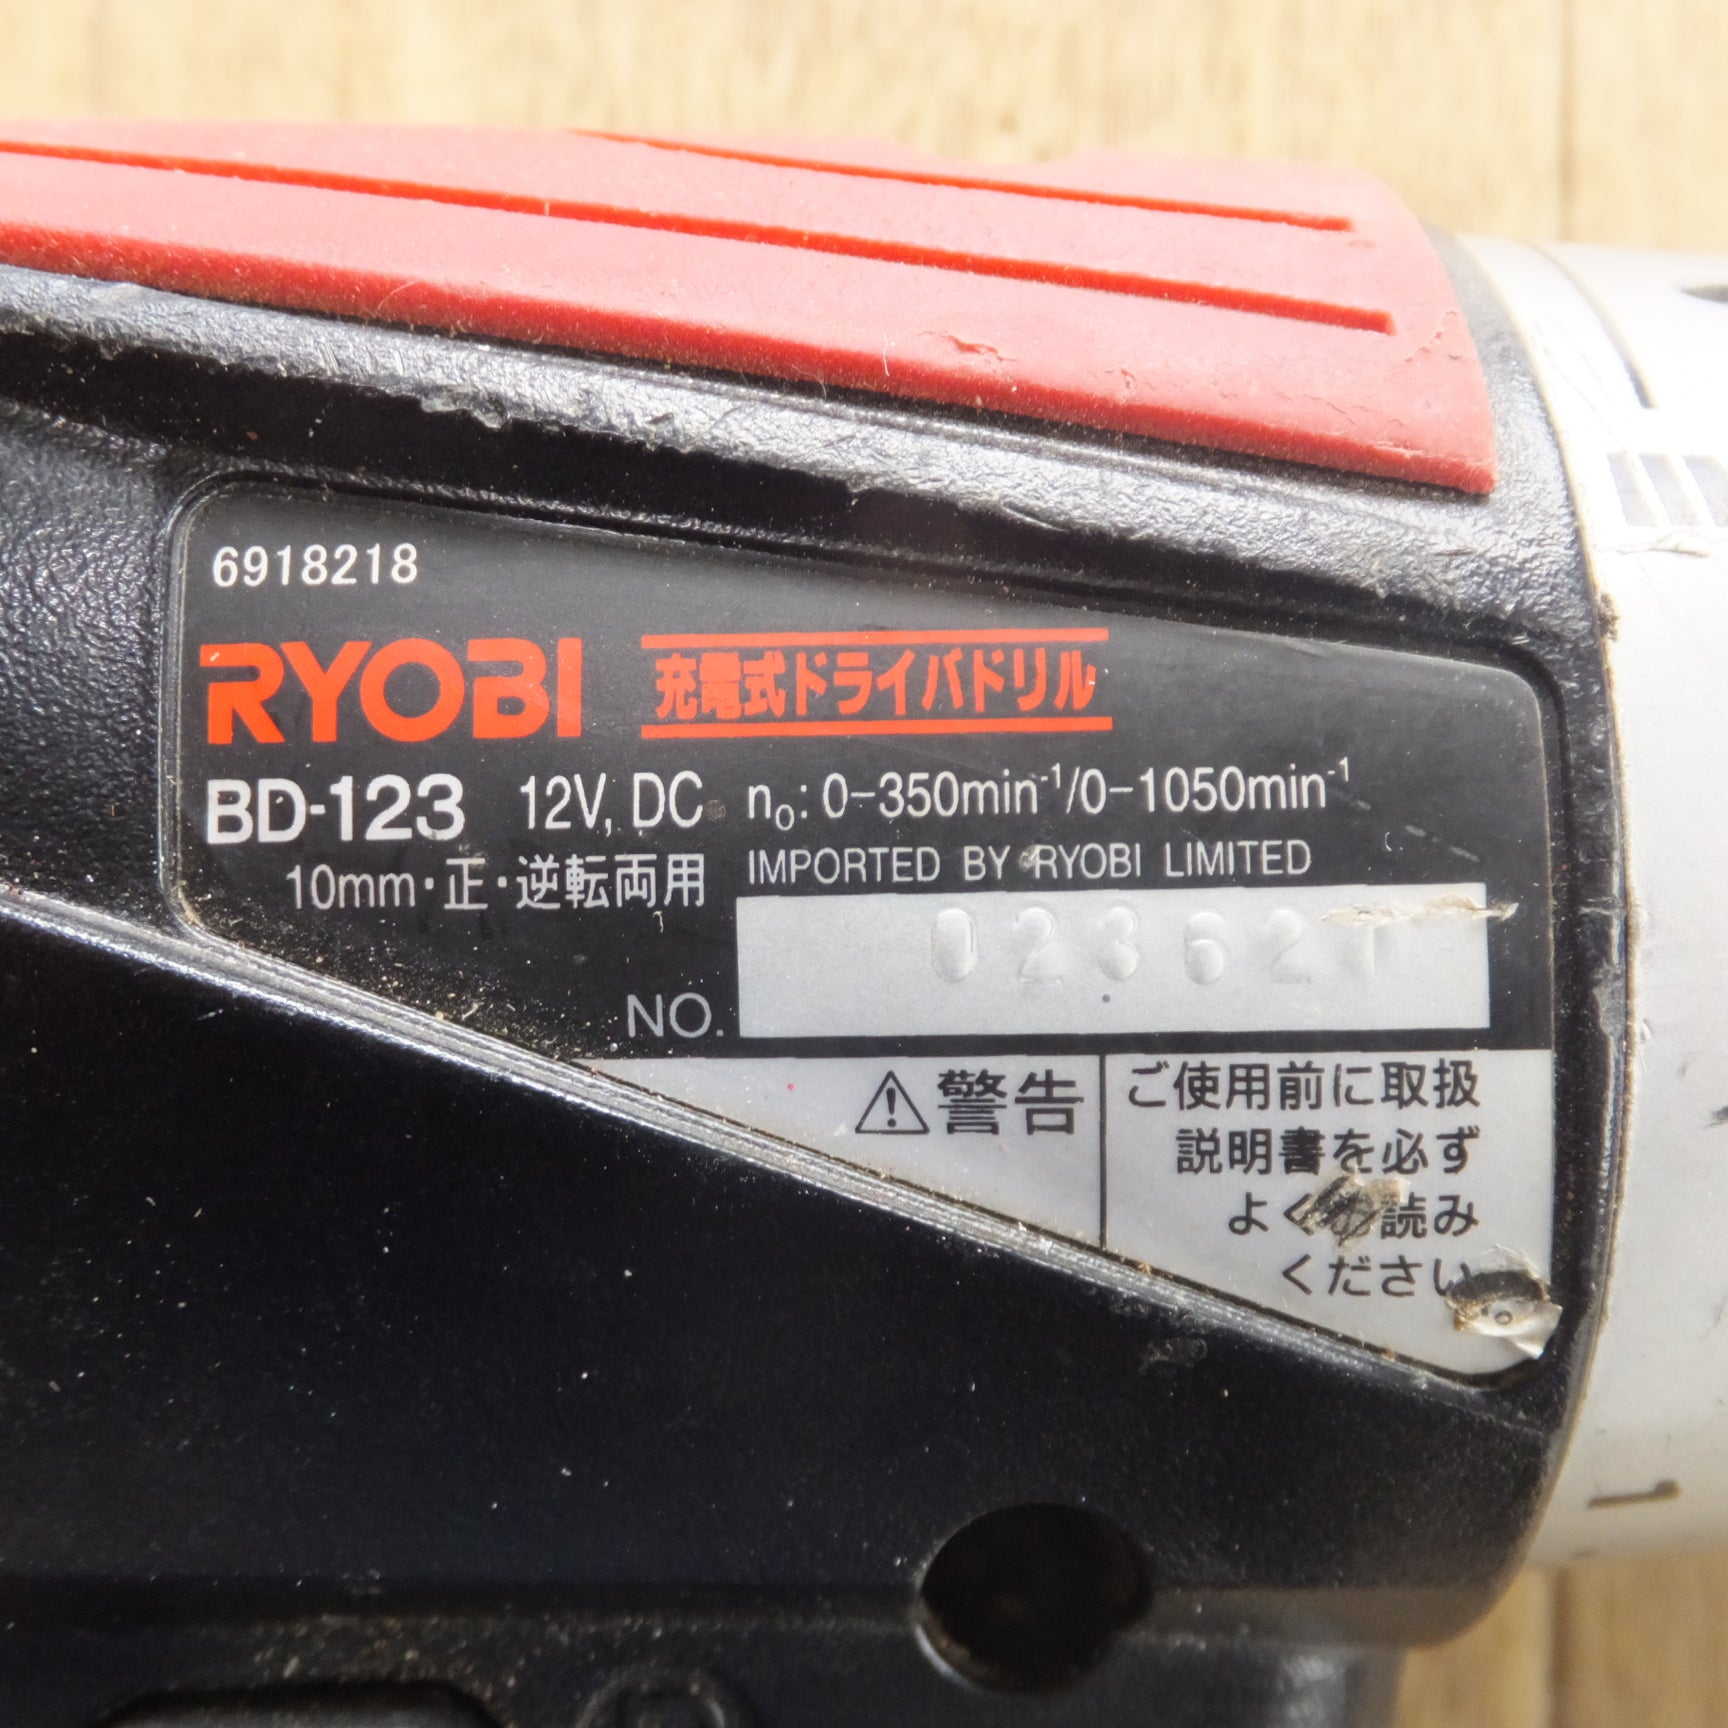 6918218
RYOBI 充電式ドライバドリル
BD-123 12V, DC n₀: 0-350min⁻¹/0-1050min⁻¹
10mm・正・逆転両用 IMPORTED BY RYOBI LIMITED
NO. 02362
⚠警告
ご使用前に取扱
説明書を必ず
よくお読み
ください